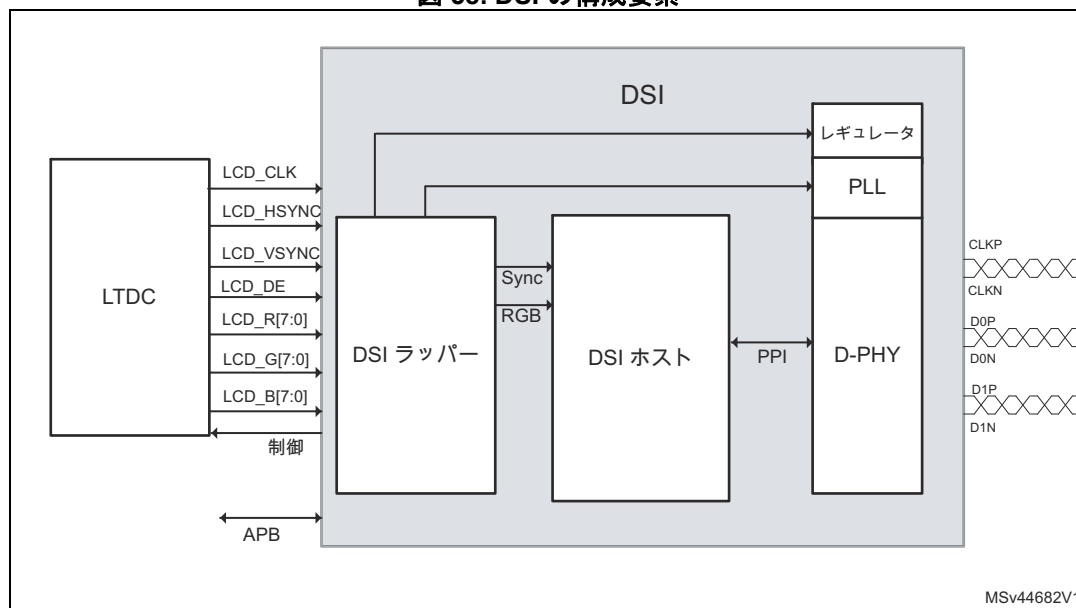 DSI
レギュレータ
PLL
LTDC
LCD_CLK
LCD_HSYNC
LCD_VSYNC
LCD_DE
LCD_R[7:0]
LCD_G[7:0]
LCD_B[7:0]
制御
APB
DSI ラッパー
Sync
RGB
DSI ホスト
PPI
D-PHY
CLKP
CLKN
D0P
D0N
D1P
D1N
MSv44682V1